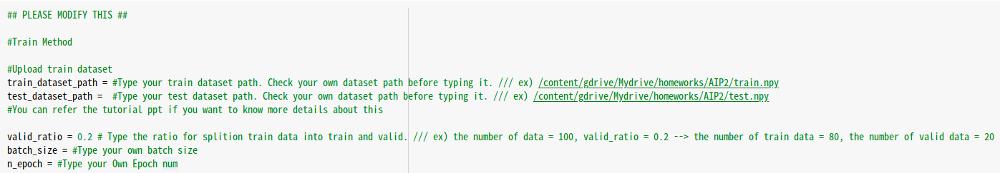 ## PLEASE MODIFY THIS ##
#Train Method
#Upload train dataset
train_dataset_path = #Type your train dataset path. Check your own dataset path before typing it. /// ex) /content/gdrive/Mydrive/homeworks/AIP2/train.npy
test_dataset_path =  #Type your test dataset path. Check your own dataset path before typing it. /// ex) /content/gdrive/Mydrive/homeworks/AIP2/test.npy
#You can refer the tutorial ppt if you want to know more details about this
valid_ratio = 0.2 # Type the ratio for splition train data into train and valid. /// ex) the number of data = 100, valid_ratio = 0.2 --> the number of train data = 80, the number of valid data = 20
batch_size = #Type your own batch size
n_epoch = #Type your Own Epoch num